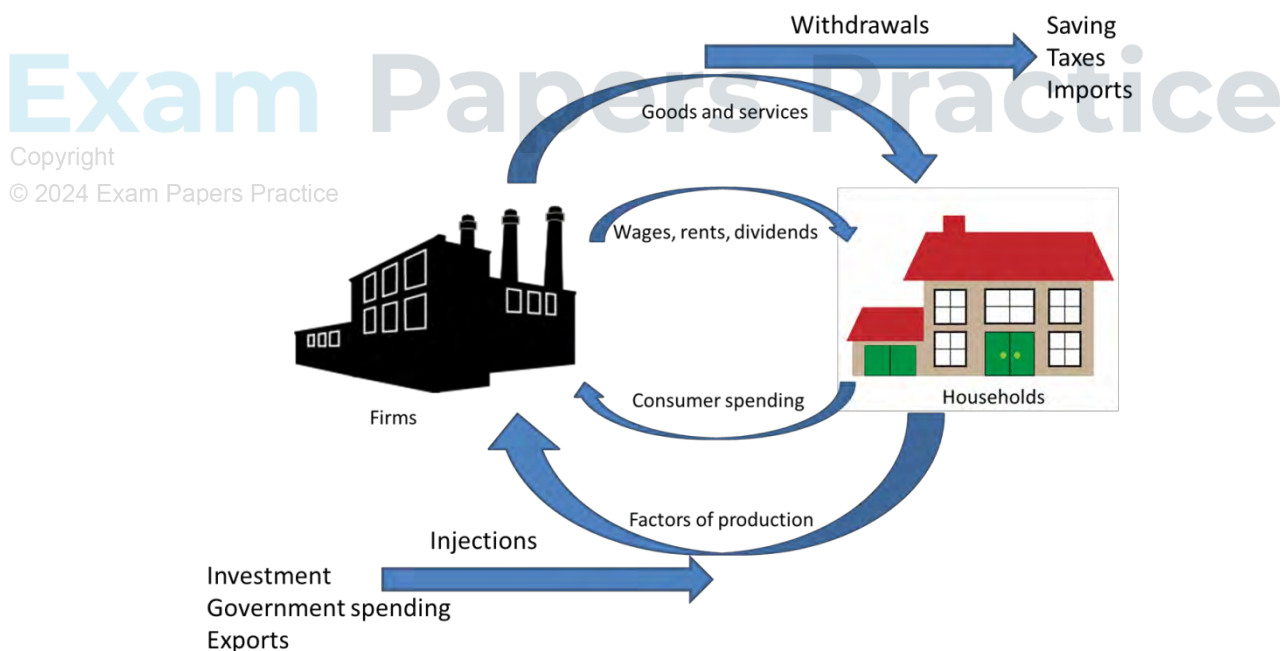 Withdrawals
Saving
Taxes
Imports
Exam Papers Practice
Goods and services
Copyright
© 2024 Exam Papers Practice
Wages, rents, dividends
Consumer spending
Households
Firms
Factors of production
Injections
Investment
Government spending
Exports